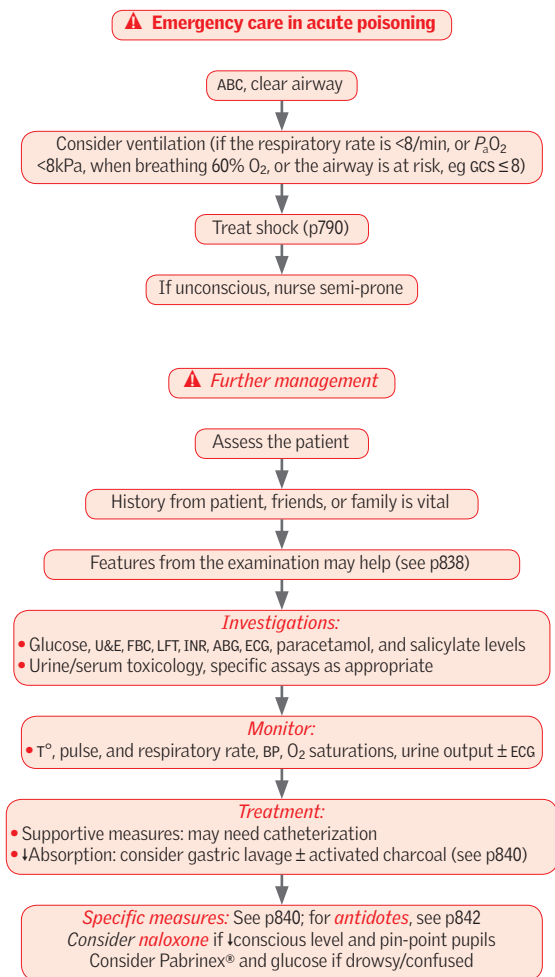 ⚠ Emergency care in acute poisoning
ABC, clear airway
Consider ventilation (if the respiratory rate is <8/min, or PaO2
<8kPa, when breathing 60% O2, or the airway is at risk, eg GCS ≤ 8)
Treat shock (p790)
If unconscious, nurse semi-prone
⚠ Further management
Assess the patient
History from patient, friends, or family is vital
Features from the examination may help (see p838)
Investigations:
• Glucose, U&E, FBC, LFT, INR, ABG, ECG, paracetamol, and salicylate levels
• Urine/serum toxicology, specific assays as appropriate
Monitor:
• T°, pulse, and respiratory rate, BP, O2 saturations, urine output ± ECG
Treatment:
• Supportive measures: may need catheterization
• ↓Absorption: consider gastric lavage ± activated charcoal (see p840)
Specific measures: See p840; for antidotes, see p842
Consider naloxone if ↓conscious level and pin-point pupils
Consider Pabrinex® and glucose if drowsy/confused